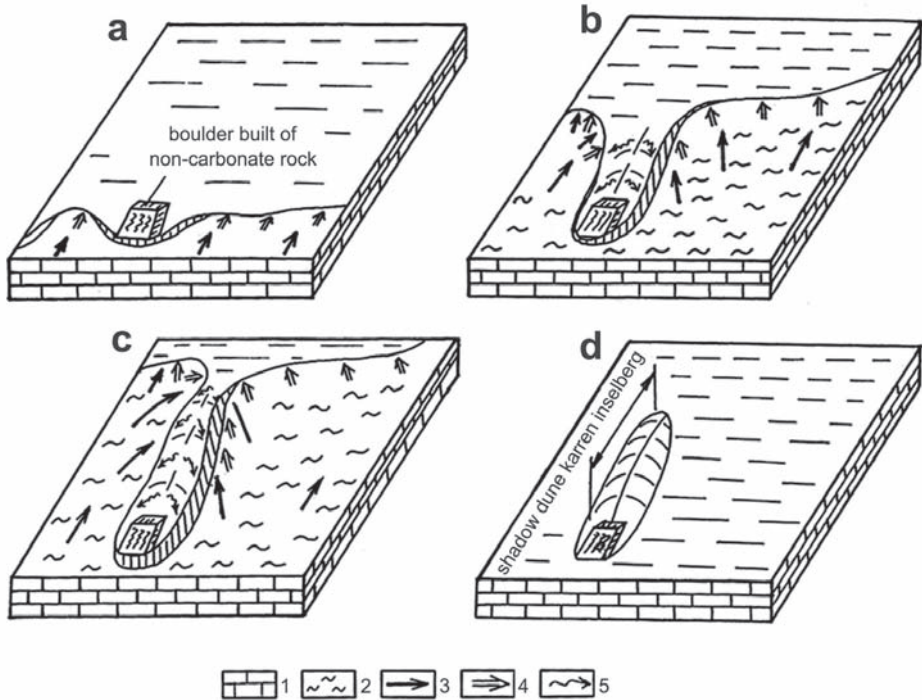 a
boulder built of
non-carbonate rock
b
c
d
shadow dune karren inselberg
1
2
3
4
5